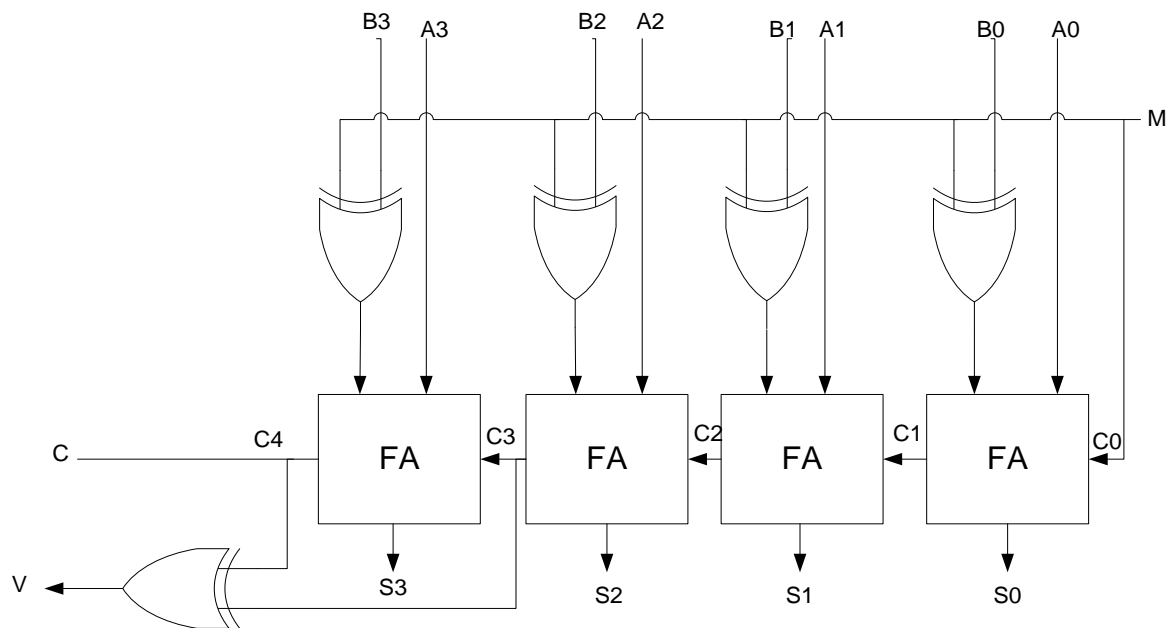 B3 A3 B2 A2 B1 A1 B0 A0
M
C4 C3 C2 C1 C0
C FA FA FA FA
V
S3 S2 S1 S0